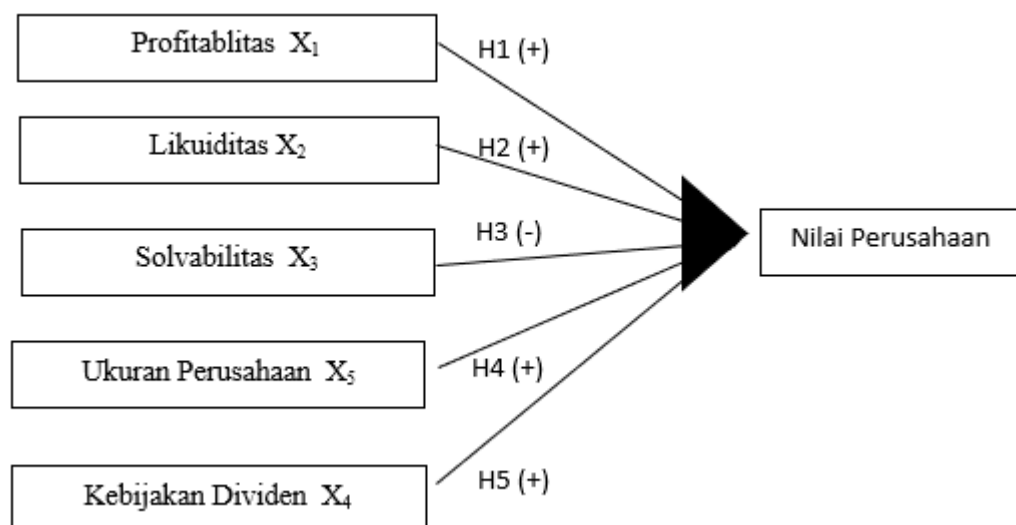 Profitablitas X₁
H1 (+)
Likuiditas X₂
H2 (+)
Solvabilitas X₃
H3 (-)
Nilai Perusahaan
Ukuran Perusahaan X₅
H4 (+)
Kebijakan Dividen X₄
H5 (+)